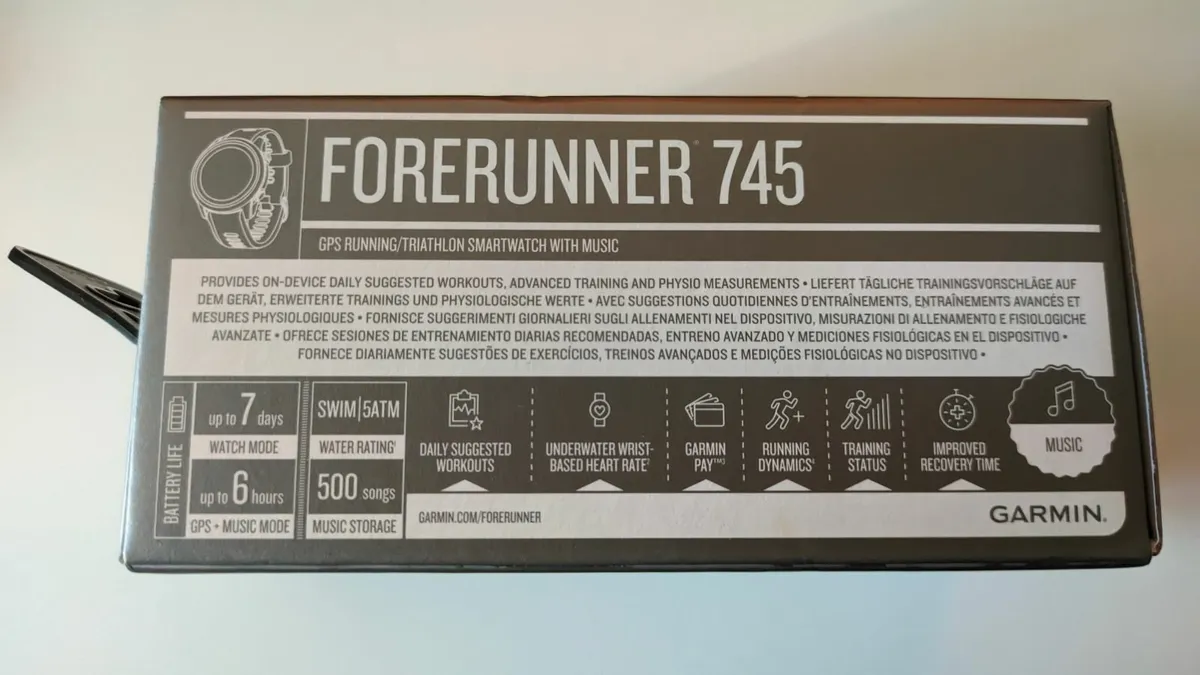 FORERUNNER® 745
GPS RUNNING/TRIATHLON SMARTWATCH WITH MUSIC
PROVIDES ON-DEVICE DAILY SUGGESTED WORKOUTS, ADVANCED TRAINING AND PHYSIO MEASUREMENTS • LIEFERT TÄGLICHE TRAININGSVORSCHLÄGE AUF
DEM GERÄT, ERWEITERTE TRAININGS UND PHYSIOLOGISCHE WERTE • AVEC SUGGESTIONS QUOTIDIENNES D'ENTRAÎNEMENTS, ENTRAÎNEMENTS AVANCÉS ET
MESURES PHYSIOLOGIQUES • FORNISCE SUGGERIMENTI GIORNALIERI SUGLI ALLENAMENTI NEL DISPOSITIVO, MISURAZIONI DI ALLENAMENTO E FISIOLOGICHE
AVANZATE • OFRECE SESIONES DE ENTRENAMIENTO DIARIAS RECOMENDADAS, ENTRENO AVANZADO Y MEDICIONES FISIOLÓGICAS EN EL DISPOSITIVO •
FORNECE DIARIAMENTE SUGESTÕES DE EXERCÍCIOS, TREINOS AVANÇADOS E MEDIÇÕES FISIOLÓGICAS NO DISPOSITIVO •
BATTERY LIFE
up to 7 days
WATCH MODE
up to 6 hours
GPS + MUSIC MODE
SWIM|5ATM
WATER RATING¹
500 songs
MUSIC STORAGE
DAILY SUGGESTED
WORKOUTS
UNDERWATER WRIST-
BASED HEART RATE²
GARMIN
PAY™³
RUNNING
DYNAMICS⁴
TRAINING
STATUS
IMPROVED
RECOVERY TIME
MUSIC
GARMIN.COM/FORERUNNER
GARMIN.